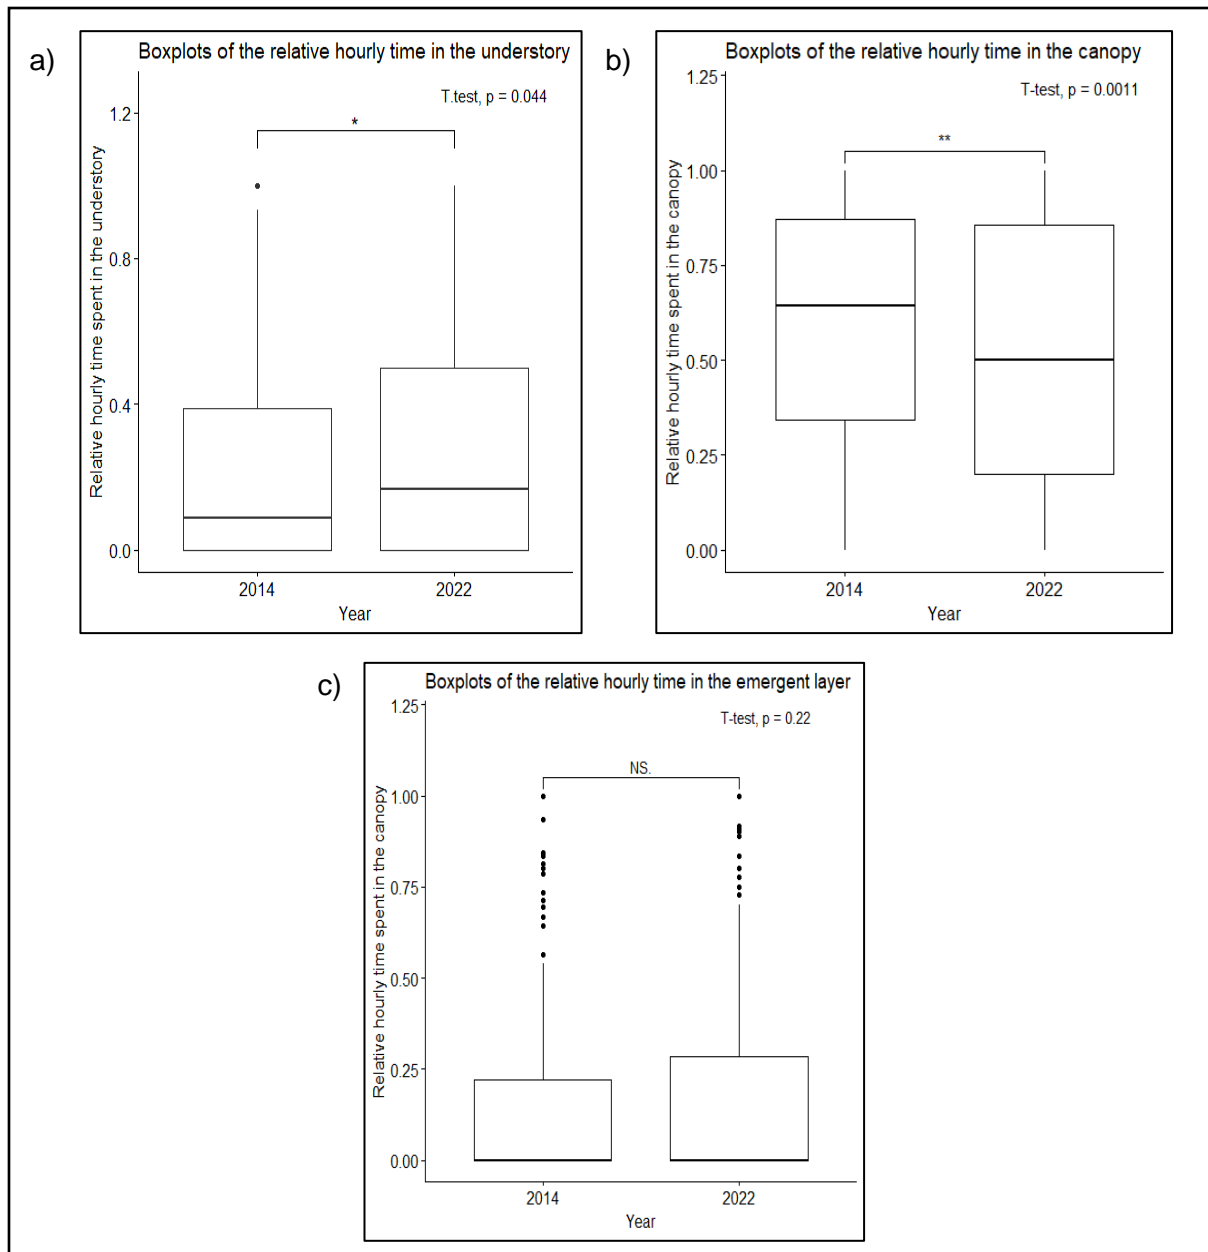 a)
Boxplots of the relative hourly time in the understory
T.test, p = 0.044
*
1.2
0.8
0.4
0.0
Relative hourly time spent in the understory
2014
2022
Year
b)
Boxplots of the relative hourly time in the canopy
T-test, p = 0.0011
**
1.25
1.00
0.75
0.50
0.25
0.00
Relative hourly time spent in the canopy
2014
2022
Year
c)
Boxplots of the relative hourly time in the emergent layer
T-test, p = 0.22
NS.
1.25
1.00
0.75
0.50
0.25
0.00
Relative hourly time spent in the canopy
2014
2022
Year